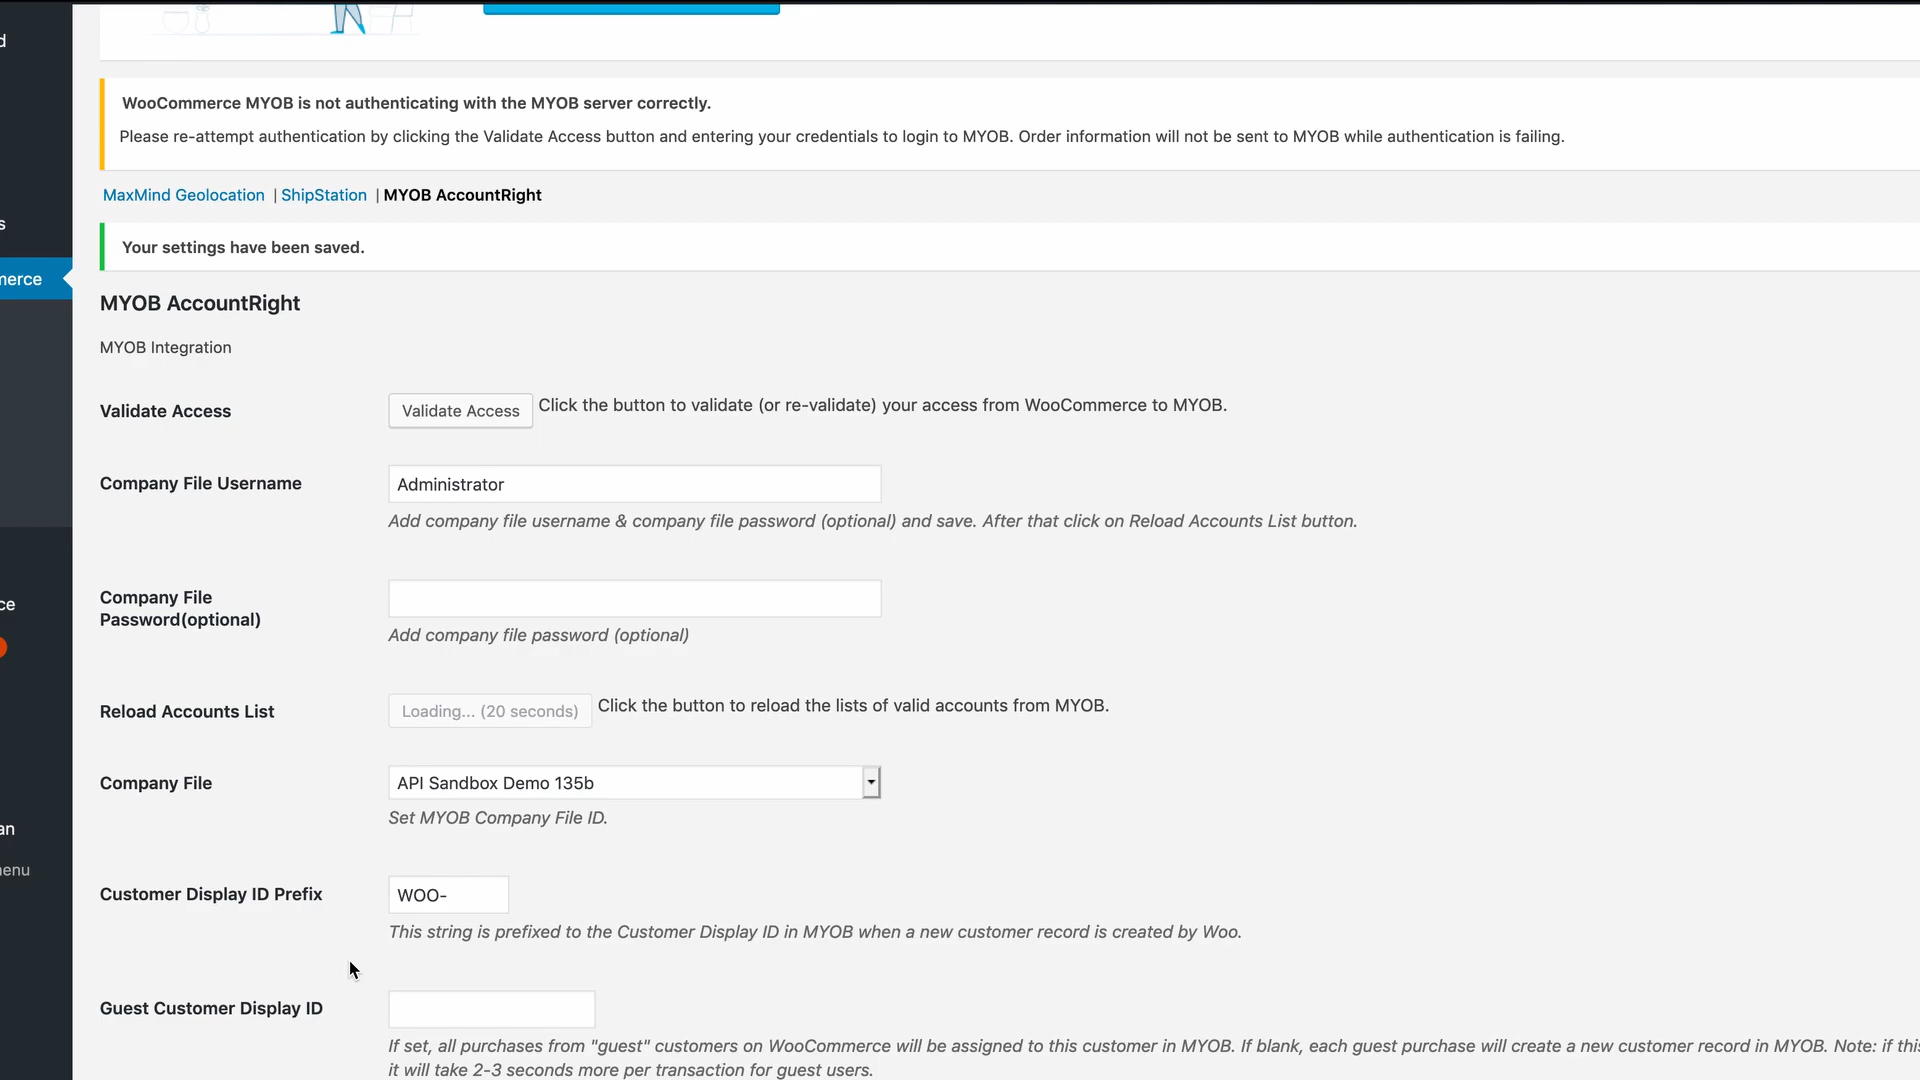 d
WooCommerce MYOB is not authenticating with the MYOB server correctly.
Please re-attempt authentication by clicking the Validate Access button and entering your credentials to login to MYOB. Order information will not be sent to MYOB while authentication is failing.
MaxMind Geolocation | ShipStation | MYOB AccountRight
s
Your settings have been saved.
merce
MYOB AccountRight
MYOB Integration
Validate Access
Validate Access Click the button to validate (or re-validate) your access from WooCommerce to MYOB.
Company File Username
Administrator
Add company file username & company file password (optional) and save. After that click on Reload Accounts List button.
Company File
Password(optional)
Add company file password (optional)
ce
Reload Accounts List
Loading... (20 seconds) Click the button to reload the lists of valid accounts from MYOB.
Company File
API Sandbox Demo 135b
Set MYOB Company File ID.
an
enu
Customer Display ID Prefix
WOO-
This string is prefixed to the Customer Display ID in MYOB when a new customer record is created by Woo.
Guest Customer Display ID
If set, all purchases from "guest" customers on WooCommerce will be assigned to this customer in MYOB. If blank, each guest purchase will create a new customer record in MYOB. Note: if this
it will take 2-3 seconds more per transaction for guest users.